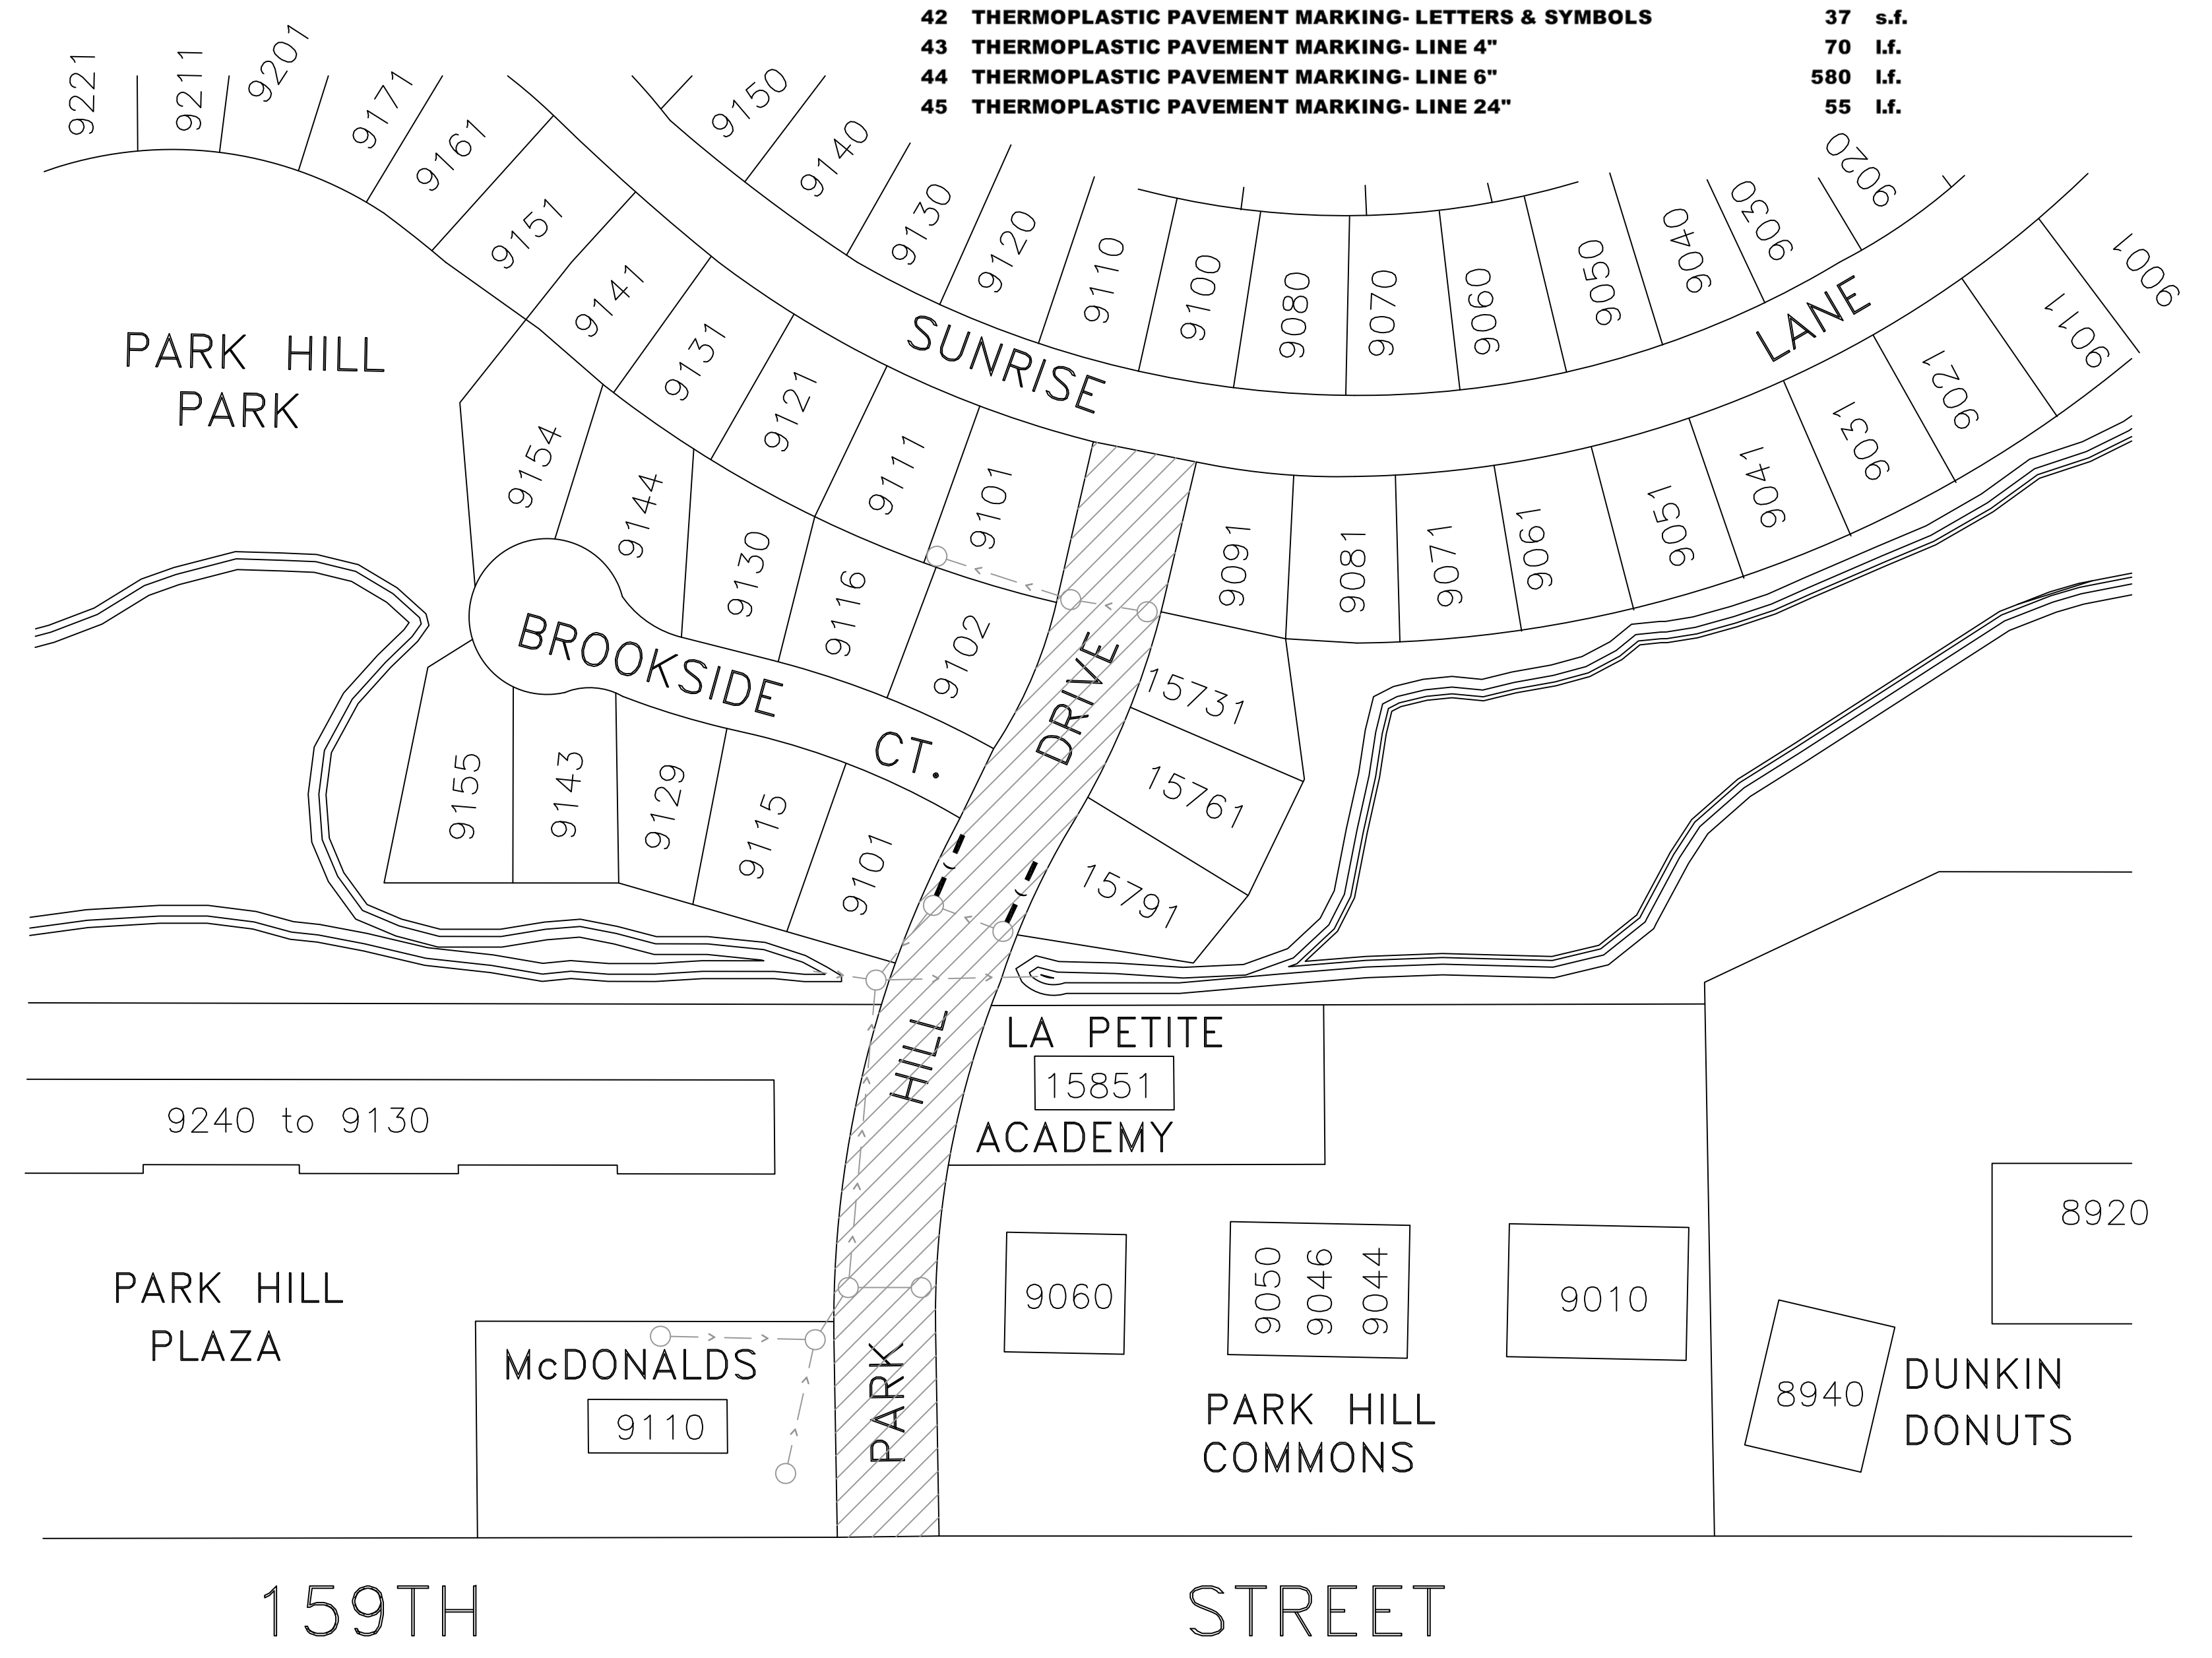 42 THERMOPLASTIC PAVEMENT MARKING- LETTERS & SYMBOLS 37 s.f.
43 THERMOPLASTIC PAVEMENT MARKING- LINE 4" 70 l.f.
44 THERMOPLASTIC PAVEMENT MARKING- LINE 6" 580 l.f.
45 THERMOPLASTIC PAVEMENT MARKING- LINE 24" 55 l.f.
9221
9211
9201
9171
9161
9151
9141
9131
9121
9111
9101
9150
9140
9130
9120
9110
9100
9080
9070
9060
9050
9040
9030
9020
SUNRISE LANE
9091
9081
9071
9061
9051
9041
9031
9021
9011
9001
PARK HILL
PARK
9154
9144
9130
9116
9102
BROOKSIDE CT.
9155
9143
9129
9115
9101
15731
15761
15791
PARK HILL DRIVE
LA PETITE
15851
ACADEMY
9240 to 9130
PARK HILL
PLAZA
McDONALDS
9110
9060
9050
9046
9044
9010
PARK HILL
COMMONS
8920
8940
DUNKIN
DONUTS
159TH STREET